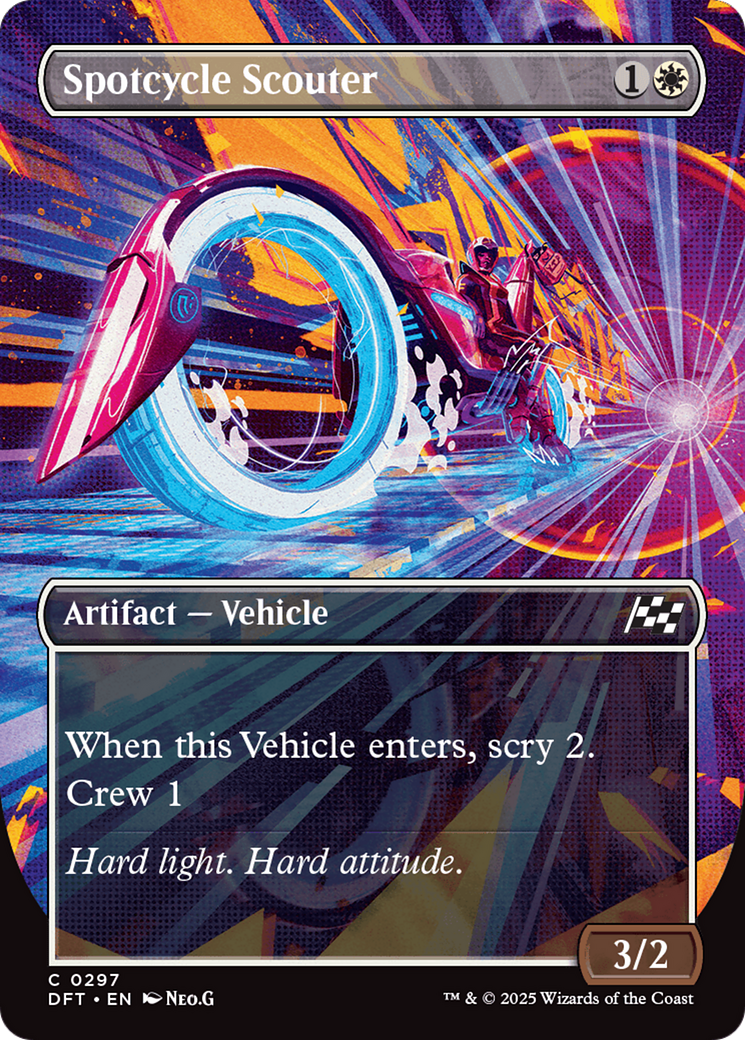 Spotcycle Scouter 1
Artifact — Vehicle
When this Vehicle enters, scry 2.
Crew 1
Hard light. Hard attitude.
3/2
C 0297
DFT • EN Neo.G
™ & © 2025 Wizards of the Coast